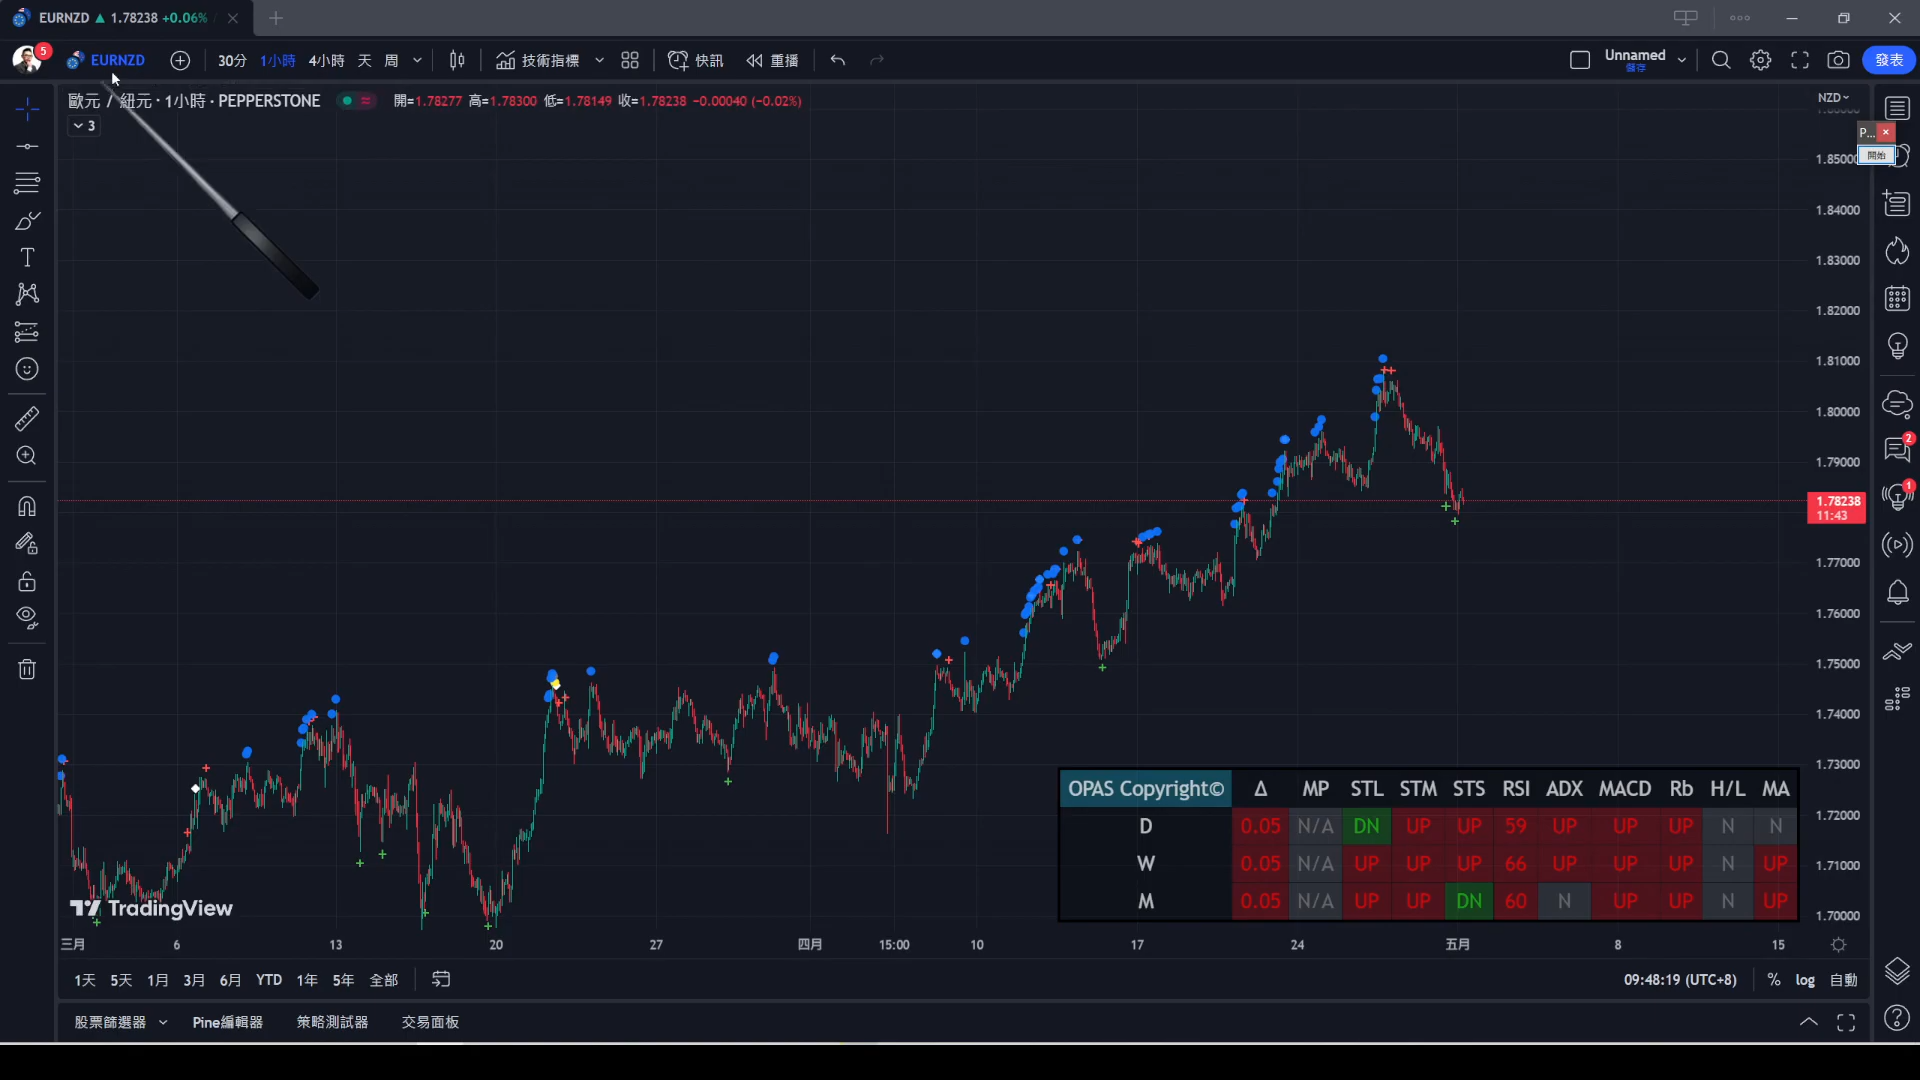 EURNZD ▲ 1.78238 +0.06%
5
EURNZD
30分 1小時 4小時 天 周
技術指標
快訊
重播
Unnamed
儲存
發表
歐元 / 紐元 · 1小時 · PEPPERSTONE
開=1.78277 高=1.78300 低=1.78149 收=1.78238 −0.00040 (−0.02%)
3
NZD
P...
開始
1.85000
1.84000
1.83000
1.82000
1.81000
1.80000
1.79000
1.78238
11:43
1.77000
1.76000
1.75000
1.74000
1.73000
1.72000
1.71000
1.70000
2
1
OPAS Copyright© Δ MP STL STM STS RSI ADX MACD Rb H/L MA
D 0.05 N/A DN UP UP 59 UP UP UP N N
W 0.05 N/A UP UP UP 66 UP UP UP N UP
M 0.05 N/A UP UP DN 60 N UP UP N UP
TradingView
三月 6 13 20 27 四月 15:00 10 17 24 五月 8 15
1天 5天 1月 3月 6月 YTD 1年 5年 全部
09:48:19 (UTC+8) % log 自動
股票篩選器 Pine編輯器 策略測試器 交易面板